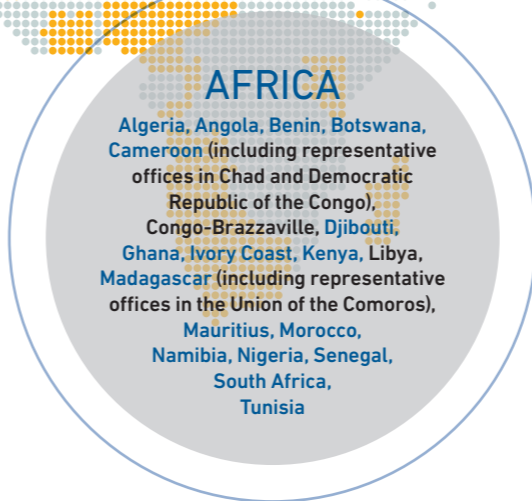 AFRICA
Algeria, Angola, Benin, Botswana,
Cameroon (including representative
offices in Chad and Democratic
Republic of the Congo),
Congo-Brazzaville, Djibouti,
Ghana, Ivory Coast, Kenya, Libya,
Madagascar (including representative
offices in the Union of the Comoros),
Mauritius, Morocco,
Namibia, Nigeria, Senegal,
South Africa,
Tunisia